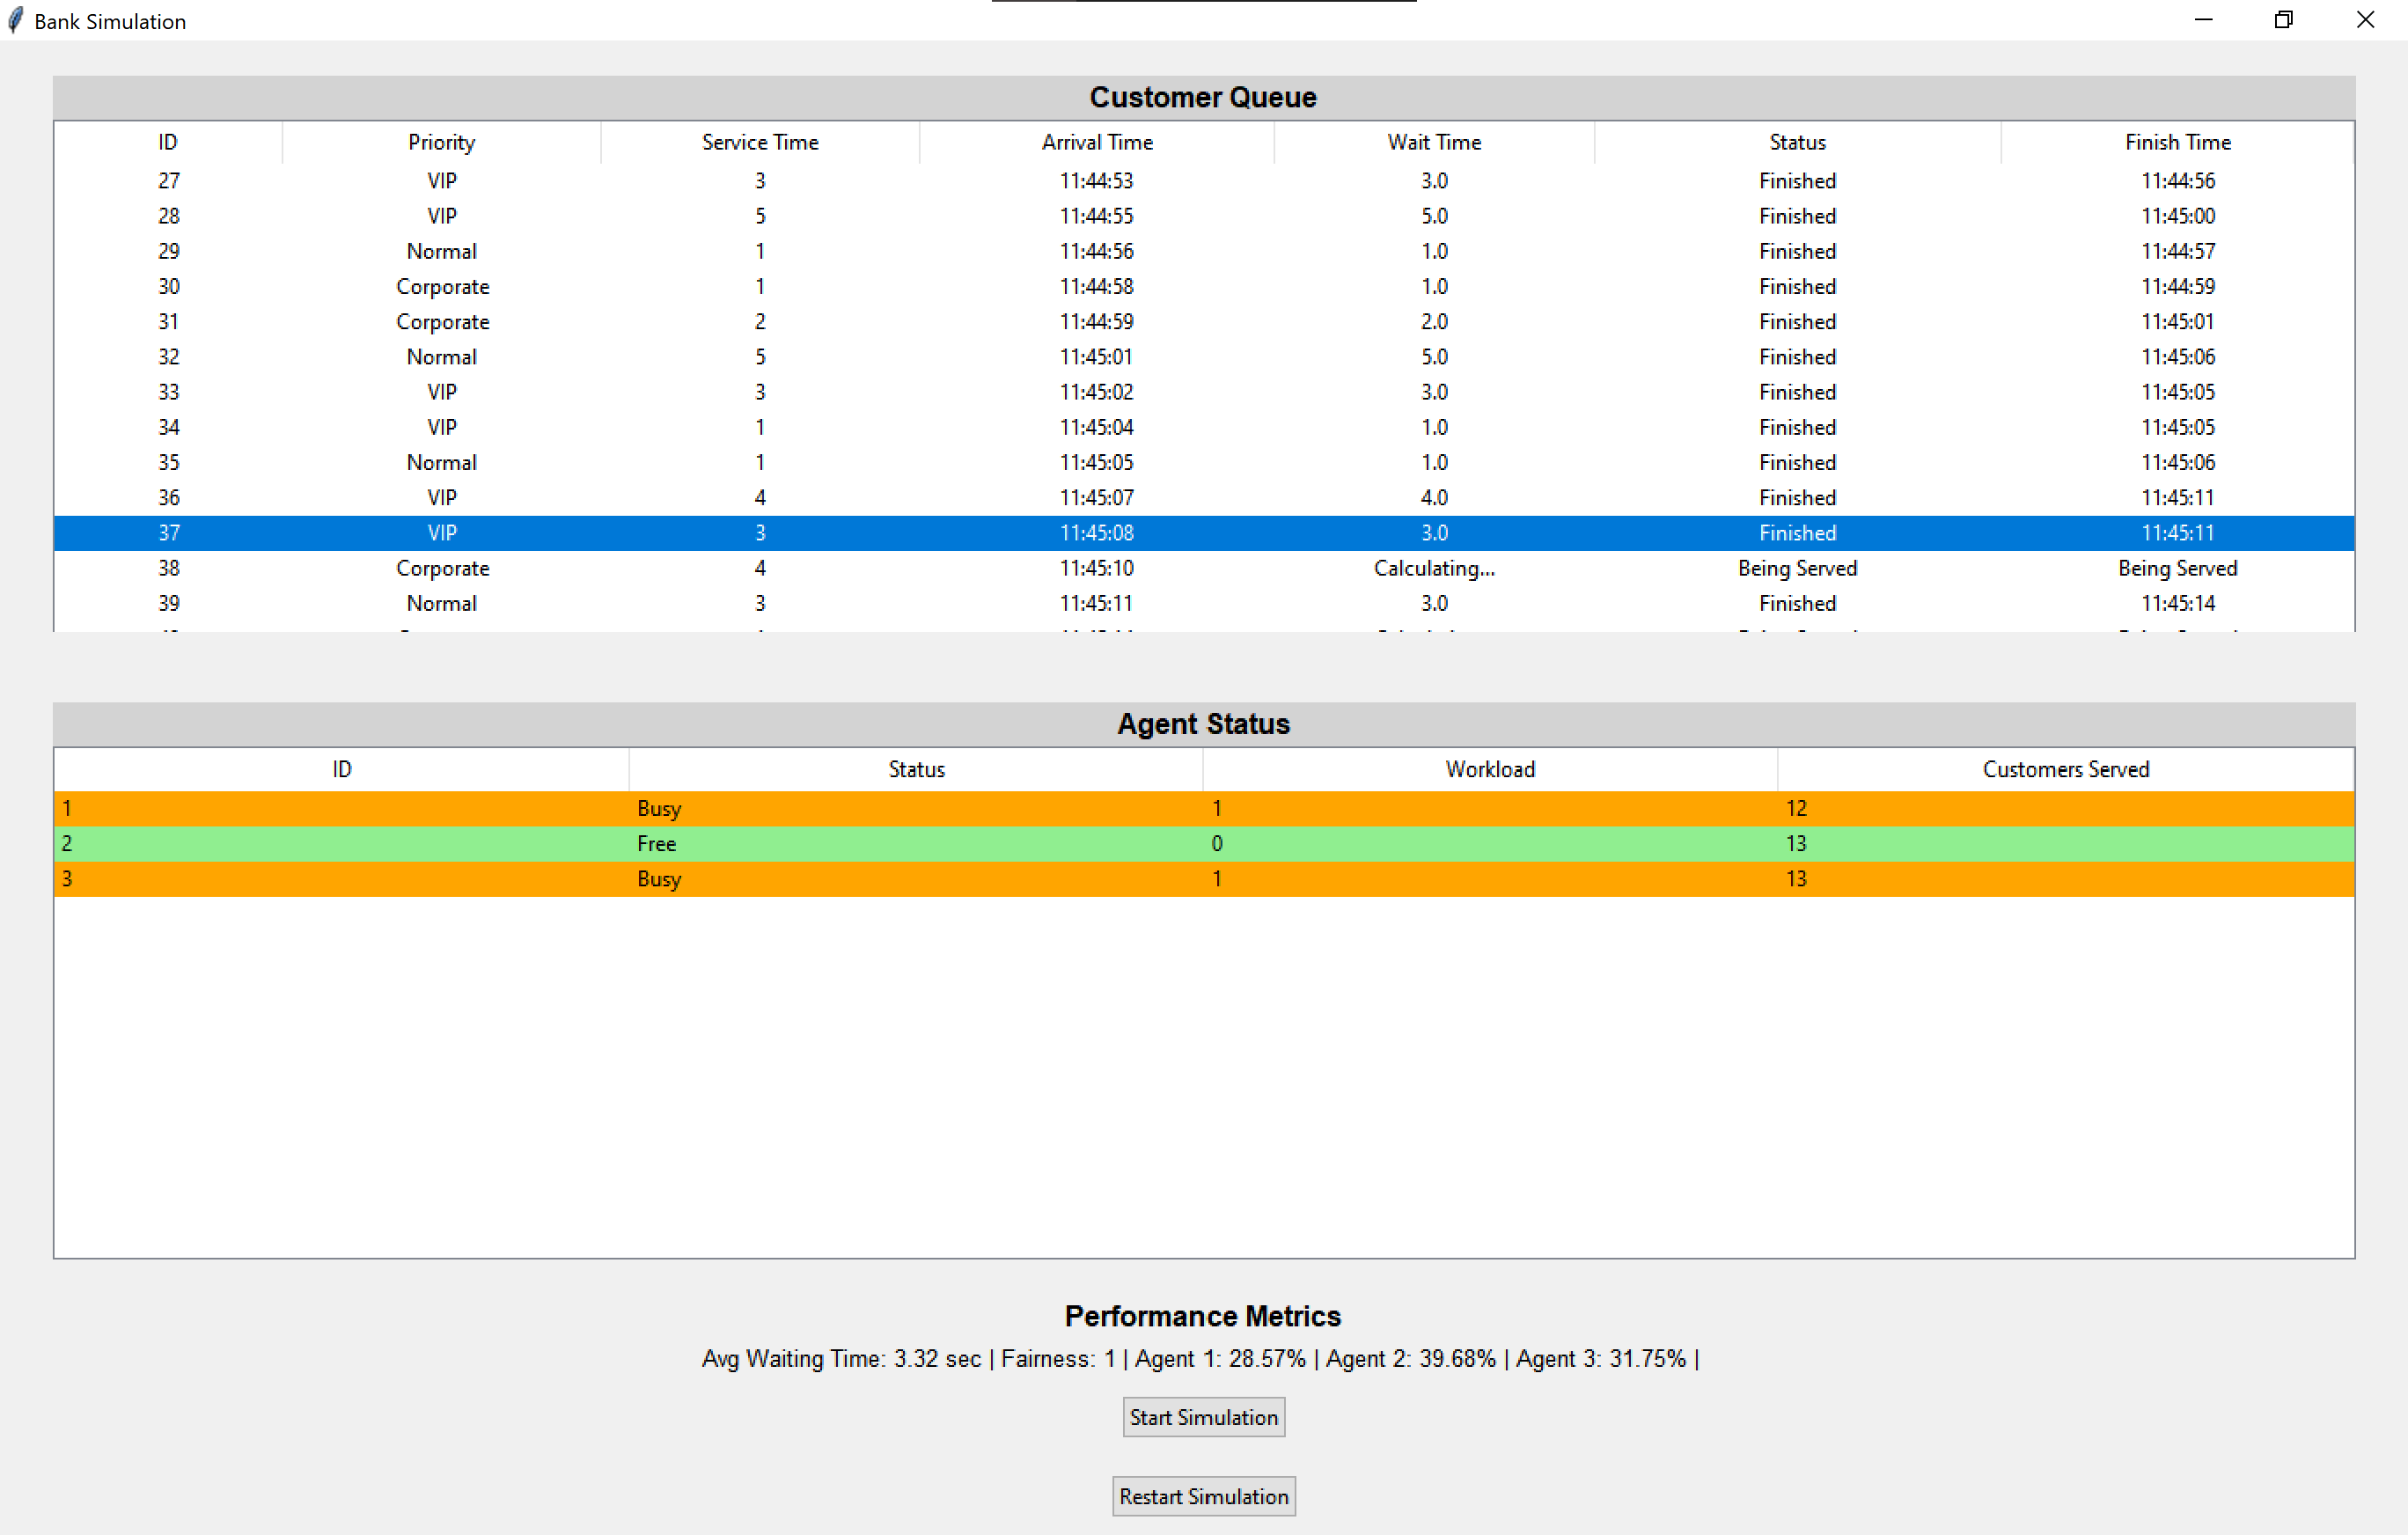 Bank Simulation
Customer Queue
ID Priority Service Time Arrival Time Wait Time Status Finish Time
27 VIP 3 11:44:53 3.0 Finished 11:44:56
28 VIP 5 11:44:55 5.0 Finished 11:45:00
29 Normal 1 11:44:56 1.0 Finished 11:44:57
30 Corporate 1 11:44:58 1.0 Finished 11:44:59
31 Corporate 2 11:44:59 2.0 Finished 11:45:01
32 Normal 5 11:45:01 5.0 Finished 11:45:06
33 VIP 3 11:45:02 3.0 Finished 11:45:05
34 VIP 1 11:45:04 1.0 Finished 11:45:05
35 Normal 1 11:45:05 1.0 Finished 11:45:06
36 VIP 4 11:45:07 4.0 Finished 11:45:11
37 VIP 3 11:45:08 3.0 Finished 11:45:11
38 Corporate 4 11:45:10 Calculating... Being Served Being Served
39 Normal 3 11:45:11 3.0 Finished 11:45:14
Agent Status
ID Status Workload Customers Served
1 Busy 1 12
2 Free 0 13
3 Busy 1 13
Performance Metrics
Avg Waiting Time: 3.32 sec | Fairness: 1 | Agent 1: 28.57% | Agent 2: 39.68% | Agent 3: 31.75% |
Start Simulation
Restart Simulation